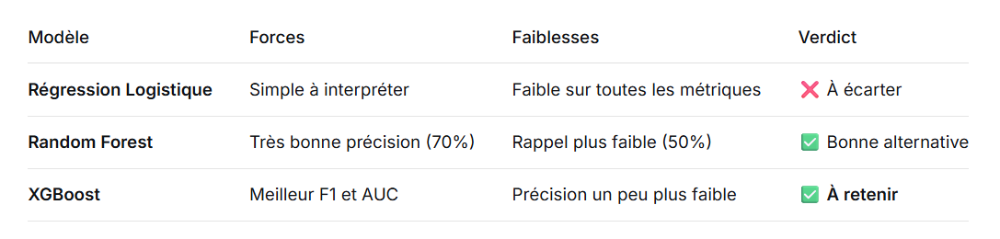 Modèle Forces Faiblesses Verdict
Régression Logistique Simple à interpréter Faible sur toutes les métriques ❌ À écarter
Random Forest Très bonne précision (70%) Rappel plus faible (50%) ✅ Bonne alternative
XGBoost Meilleur F1 et AUC Précision un peu plus faible ✅ À retenir